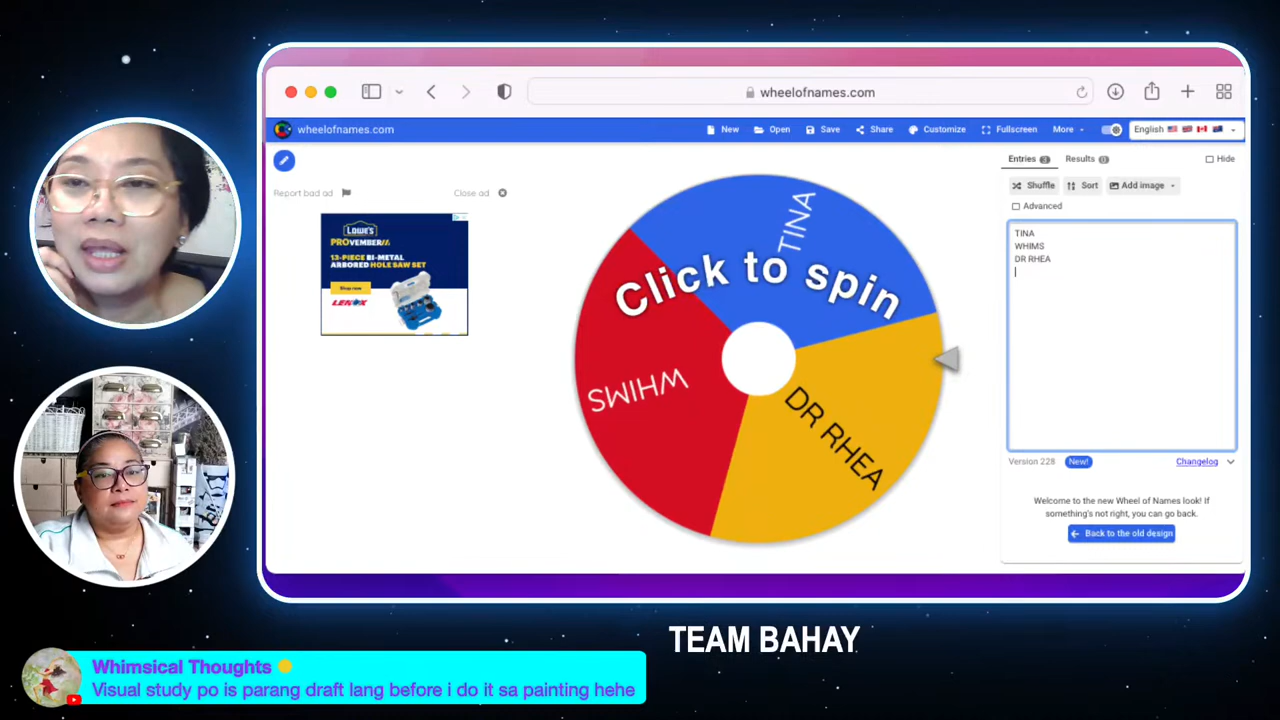 wheelofnames.com
wheelofnames.com
New
Open
Save
Share
Customize
Fullscreen
More
English
Report bad ad
Close ad
LOWE'S
PROVEMBER
13-PIECE BI-METAL
ARBORED HOLE SAW SET
Shop now
LENOX
TINA
WHIMS
DR RHEA
Click to spin
Entries 3
Results 0
Hide
Shuffle
Sort
Add image
Advanced
TINA
WHIMS
DR RHEA
Version 228
New!
Changelog
Welcome to the new Wheel of Names look! If
something's not right, you can go back.
Back to the old design
TEAM BAHAY
Whimsical Thoughts
Visual study po is parang draft lang before i do it sa painting hehe